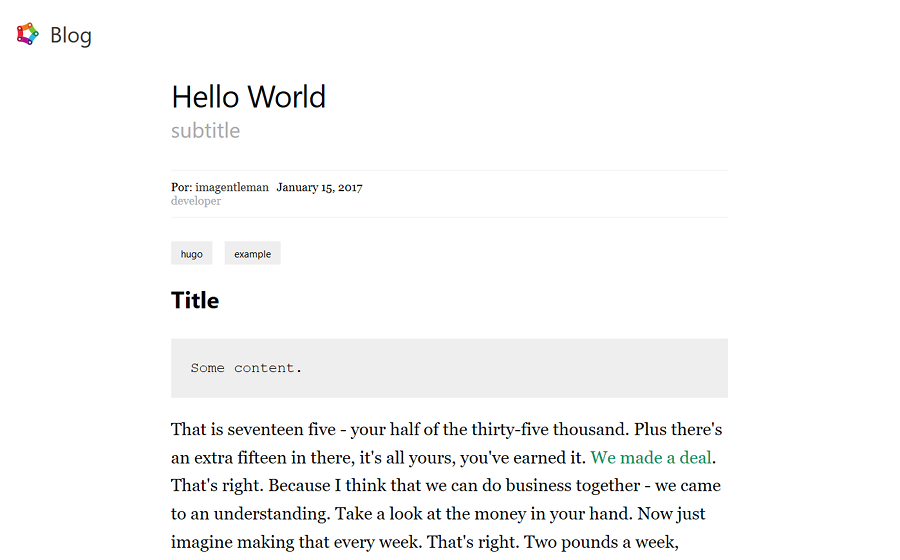 Blog
Hello World
subtitle
Por: imagentleman January 15, 2017
developer
hugo example
Title
Some content.
That is seventeen five - your half of the thirty-five thousand. Plus there's
an extra fifteen in there, it's all yours, you've earned it. We made a deal.
That's right. Because I think that we can do business together - we came
to an understanding. Take a look at the money in your hand. Now just
imagine making that every week. That's right. Two pounds a week,